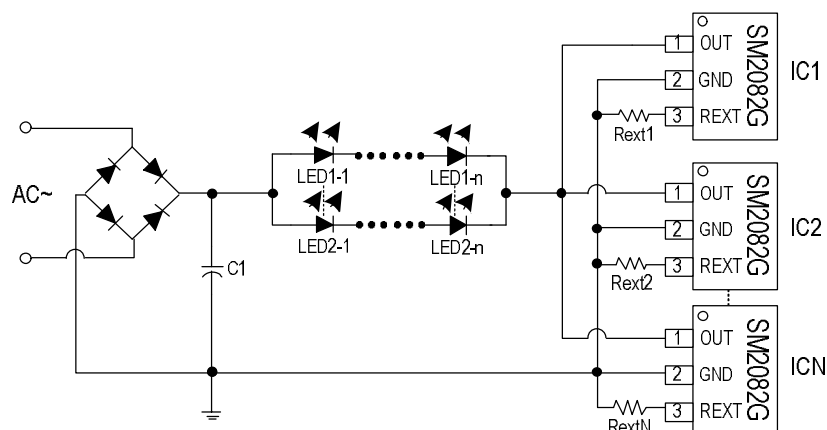 1
OUT
2
GND
3
REXT
SM2082G
IC1
Rext1
LED1-1
LED1-n
AC~
1
OUT
2
GND
3
REXT
SM2082G
IC2
Rext2
LED2-1
LED2-n
C1
1
OUT
2
GND
3
REXT
SM2082G
ICN
RextN